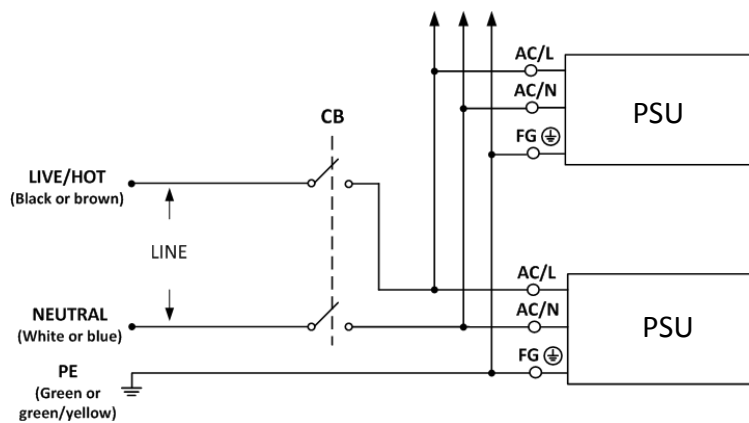 AC/L
AC/N
PSU
FG
CB
LIVE/HOT
(Black or brown)
LINE
AC/L
NEUTRAL
(White or blue)
AC/N
PSU
FG
PE
(Green or
green/yellow)